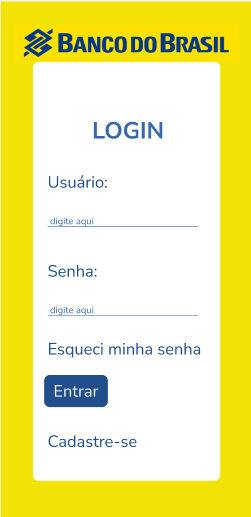 BANCO DO BRASIL
LOGIN
Usuário:
digite aqui
Senha:
digite aqui
Esqueci minha senha
Entrar
Cadastre-se